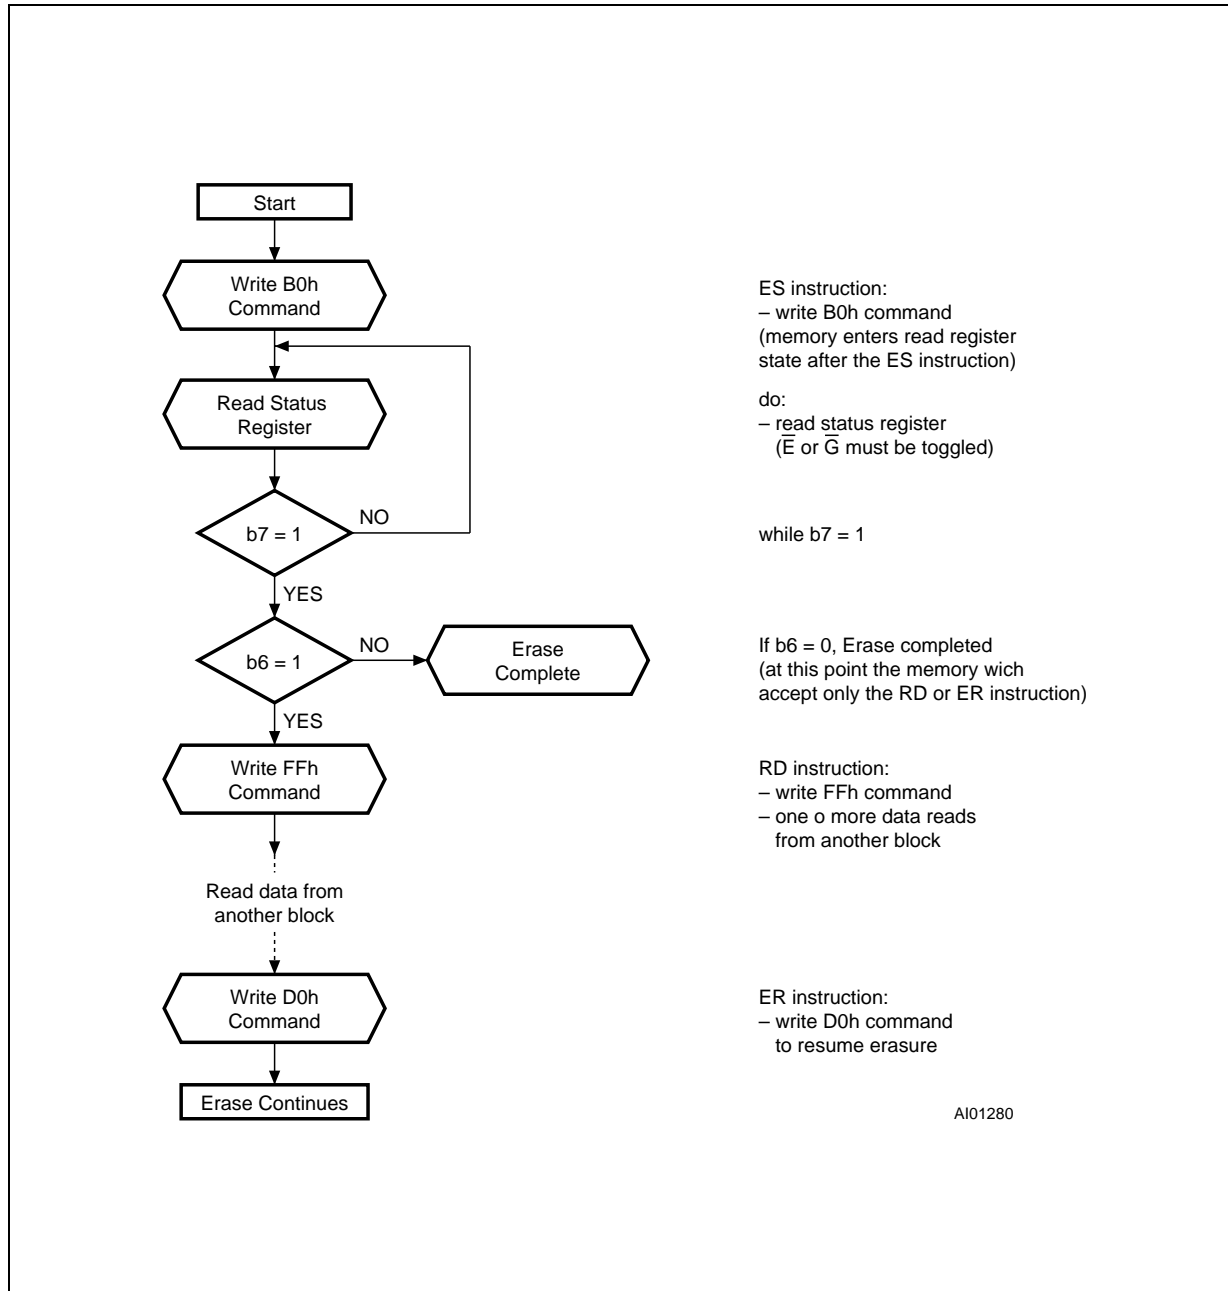 Start
Write B0h
Command
ES instruction:
– write B0h command
(memory enters read register
state after the ES instruction)
Read Status
Register
do:
– read status register
(E̅ or G̅ must be toggled)
b7 = 1
NO
while b7 = 1
YES
b6 = 1
NO
Erase
Complete
If b6 = 0, Erase completed
(at this point the memory wich
accept only the RD or ER instruction)
YES
Write FFh
Command
RD instruction:
– write FFh command
– one o more data reads
from another block
Read data from
another block
Write D0h
Command
ER instruction:
– write D0h command
to resume erasure
Erase Continues
AI01280